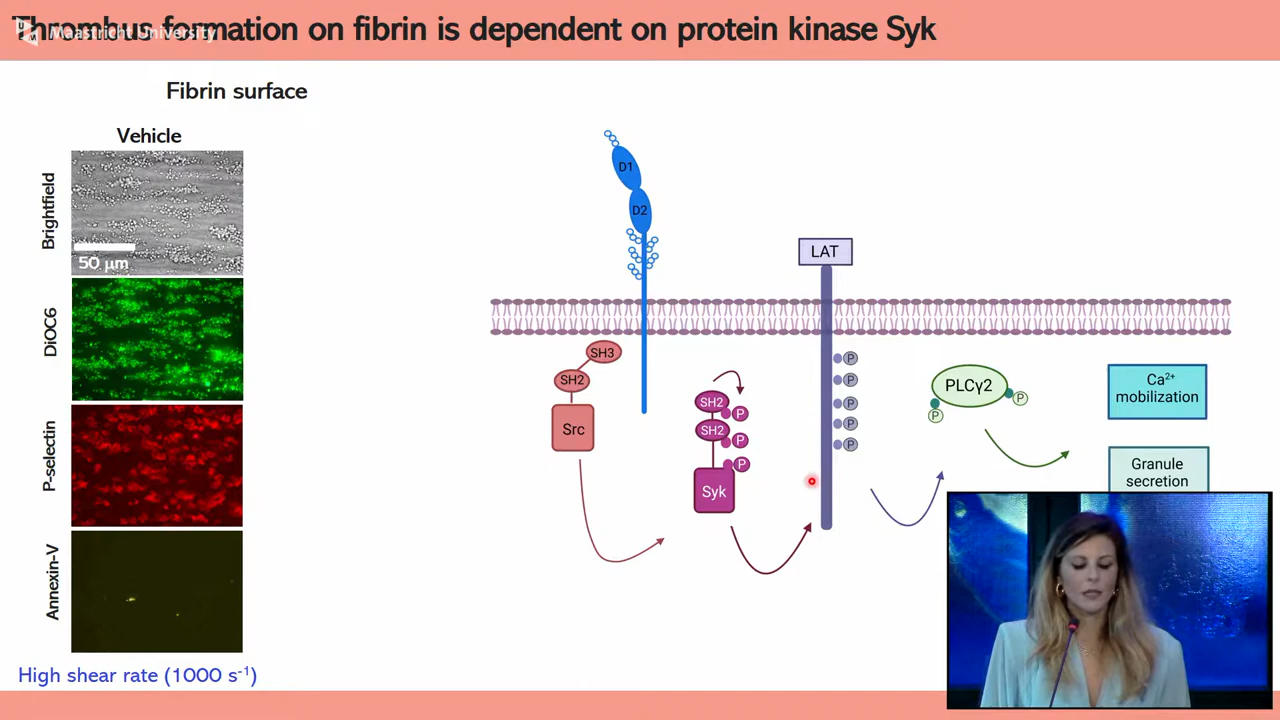 Thrombus formation on fibrin is dependent on protein kinase Syk
Maastricht University
Fibrin surface
Vehicle
Brightfield
50 µm
DiOC6
P-selectin
Annexin-V
High shear rate (1000 s⁻¹)
D1
D2
LAT
SH3
SH2
Src
SH2
SH2
Syk
P
P
P
P
P
P
P
P
PLCγ2
P
P
Ca²⁺
mobilization
Granule
secretion